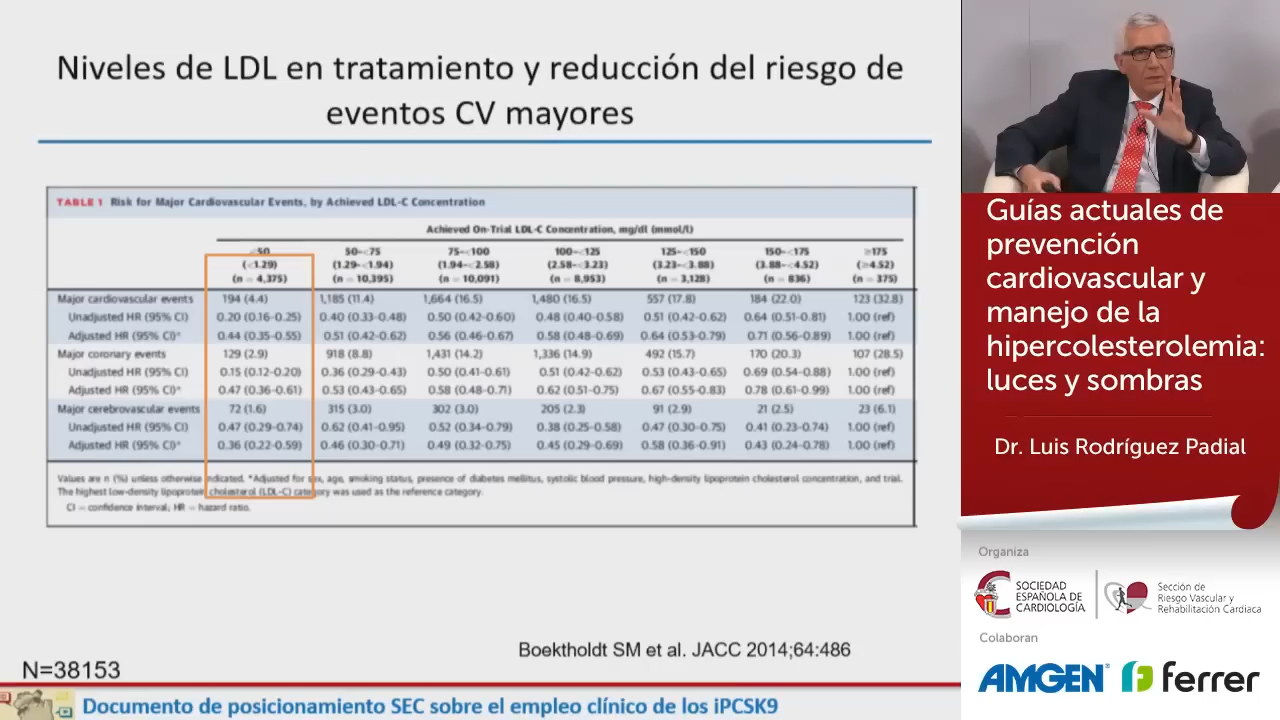 Niveles de LDL en tratamiento y reducción del riesgo de
eventos CV mayores
TABLE 1 Risk for Major Cardiovascular Events, by Achieved LDL-C Concentration
Achieved On-Trial LDL-C Concentration, mg/dl (mmol/l)
<50 50–<75 75–<100 100–<125 125–<150 150–<175 ≥175
(<1.29) (1.29–<1.94) (1.94–<2.58) (2.58–<3.23) (3.23–<3.88) (3.88–<4.52) (≥4.52)
(n = 4,375) (n = 10,395) (n = 10,091) (n = 8,953) (n = 3,128) (n = 836) (n = 375)
Major cardiovascular events 194 (4.4) 1,185 (11.4) 1,664 (16.5) 1,480 (16.5) 557 (17.8) 184 (22.0) 123 (32.8)
Unadjusted HR (95% CI) 0.20 (0.16-0.25) 0.40 (0.33-0.48) 0.50 (0.42-0.60) 0.48 (0.40-0.58) 0.51 (0.42-0.62) 0.64 (0.51-0.81) 1.00 (ref)
Adjusted HR (95% CI)* 0.44 (0.35-0.55) 0.51 (0.42-0.62) 0.56 (0.46-0.67) 0.58 (0.48-0.69) 0.64 (0.53-0.79) 0.71 (0.56-0.89) 1.00 (ref)
Major coronary events 129 (2.9) 918 (8.8) 1,431 (14.2) 1,336 (14.9) 492 (15.7) 170 (20.3) 107 (28.5)
Unadjusted HR (95% CI) 0.15 (0.12-0.20) 0.36 (0.29-0.43) 0.50 (0.41-0.61) 0.51 (0.42-0.62) 0.53 (0.43-0.65) 0.69 (0.54-0.88) 1.00 (ref)
Adjusted HR (95% CI)* 0.47 (0.36-0.61) 0.53 (0.43-0.65) 0.58 (0.48-0.71) 0.62 (0.51-0.75) 0.67 (0.55-0.83) 0.78 (0.61-0.99) 1.00 (ref)
Major cerebrovascular events 72 (1.6) 315 (3.0) 302 (3.0) 205 (2.3) 91 (2.9) 21 (2.5) 23 (6.1)
Unadjusted HR (95% CI) 0.47 (0.29-0.74) 0.62 (0.41-0.95) 0.52 (0.34-0.79) 0.38 (0.25-0.58) 0.47 (0.30-0.75) 0.41 (0.23-0.74) 1.00 (ref)
Adjusted HR (95% CI)* 0.36 (0.22-0.59) 0.46 (0.30-0.71) 0.49 (0.32-0.75) 0.45 (0.29-0.69) 0.58 (0.36-0.91) 0.43 (0.24-0.78) 1.00 (ref)
Values are n (%) unless otherwise indicated. *Adjusted for sex, age, smoking status, presence of diabetes mellitus, systolic blood pressure, high-density lipoprotein cholesterol concentration, and trial.
The highest low-density lipoprotein cholesterol (LDL-C) category was used as the reference category.
CI = confidence interval; HR = hazard ratio.
Boektholdt SM et al. JACC 2014;64:486
N=38153
Documento de posicionamiento SEC sobre el empleo clínico de los iPCSK9
Guías actuales de
prevención
cardiovascular y
manejo de la
hipercolesterolemia:
luces y sombras
Dr. Luis Rodríguez Padial
Organiza
SOCIEDAD
ESPAÑOLA DE
CARDIOLOGÍA
Sección de
Riesgo Vascular y
Rehabilitación Cardiaca
Colaboran
AMGEN®
ferrer